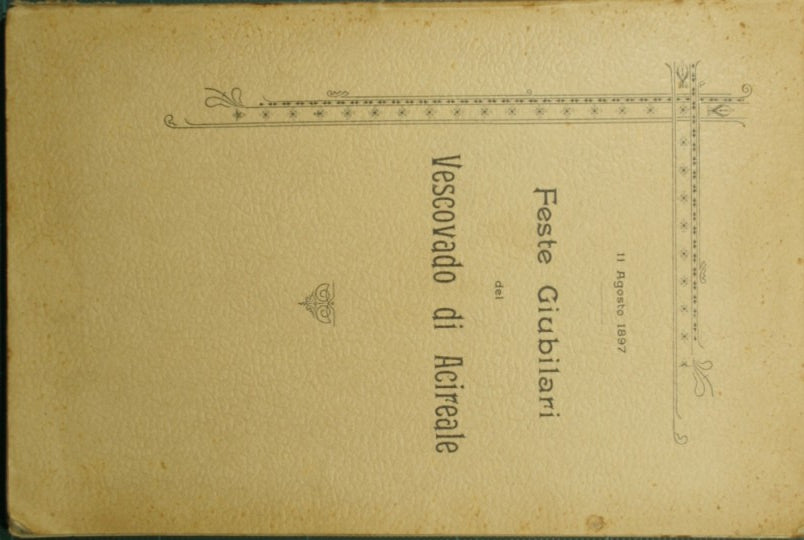 11 Agosto 1897
Feste Giubilari
del
Vescovado di Acireale